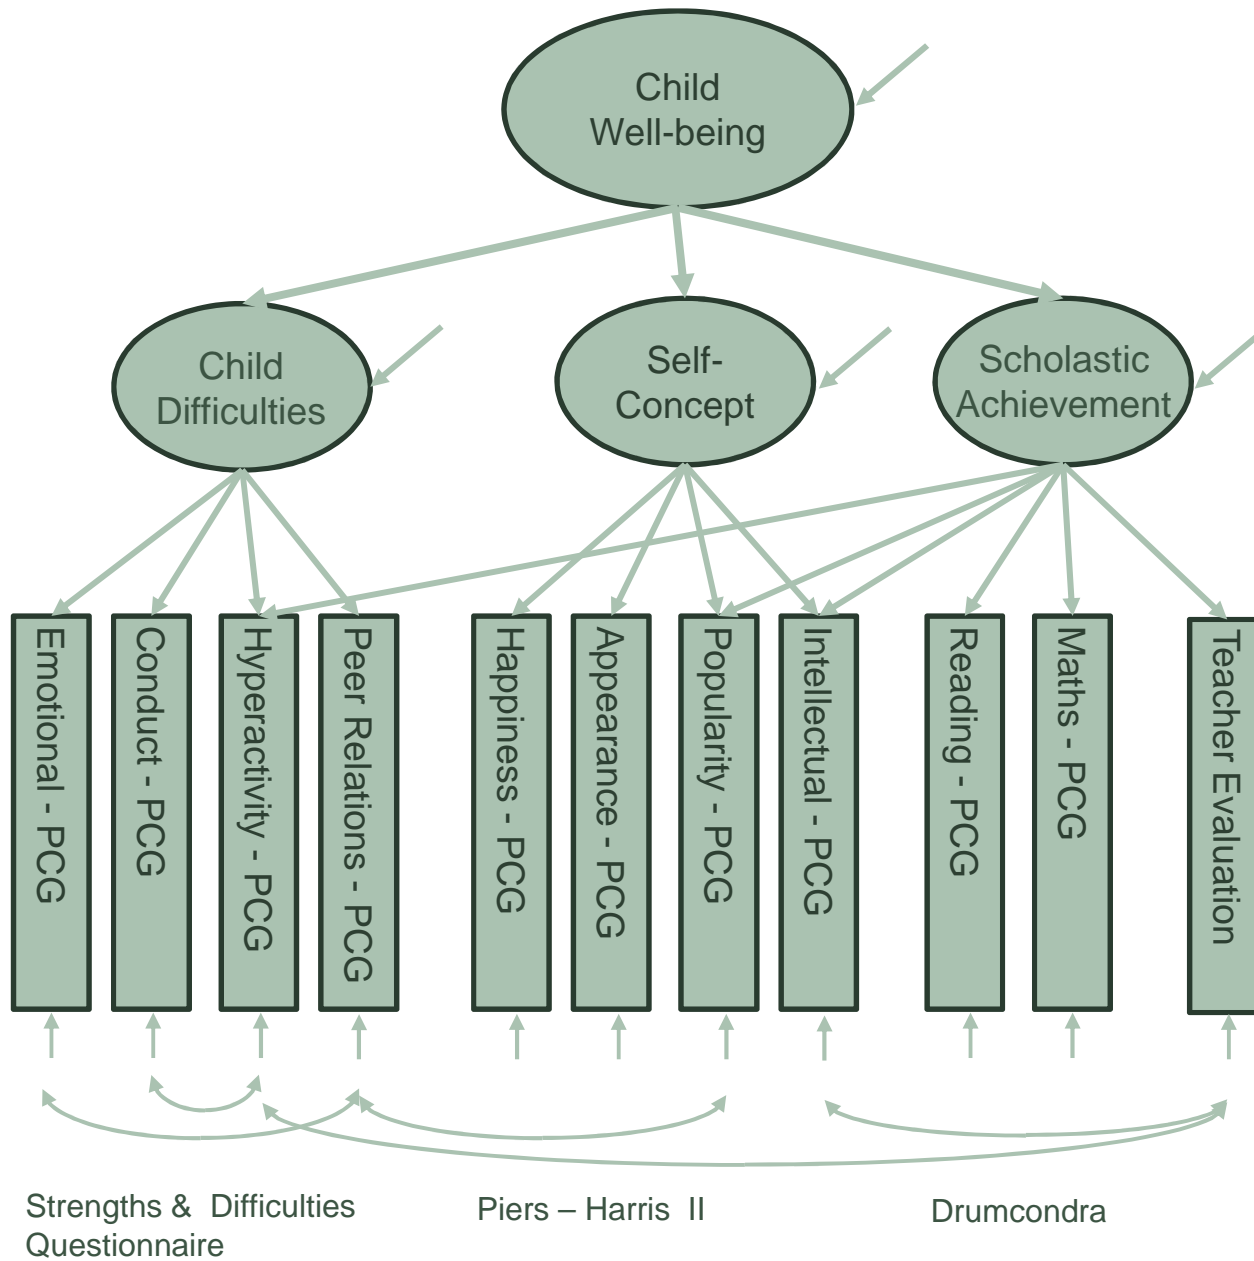 Child
Well-being
Child
Difficulties
Self-
Concept
Scholastic
Achievement
Emotional - PCG
Conduct - PCG
Hyperactivity - PCG
Peer Relations - PCG
Happiness - PCG
Appearance - PCG
Popularity - PCG
Intellectual - PCG
Reading - PCG
Maths - PCG
Teacher Evaluation
Strengths & Difficulties
Questionnaire
Piers – Harris II
Drumcondra